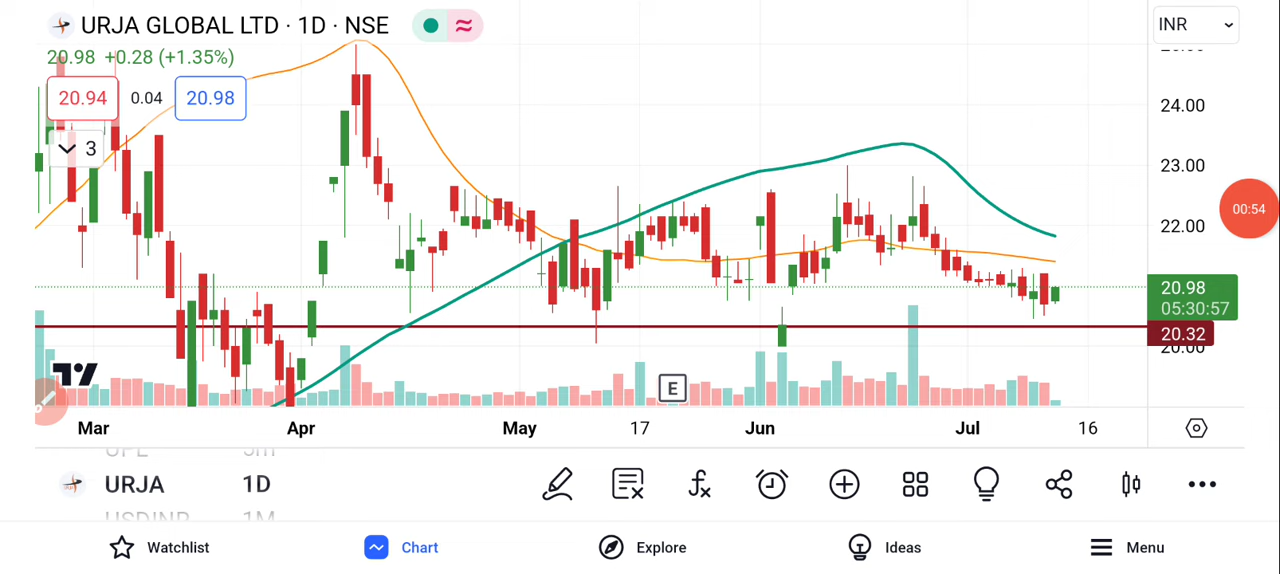 URJA GLOBAL LTD · 1D · NSE
INR
20.98 +0.28 (+1.35%)
20.94 0.04 20.98
3
24.00
23.00
00:54
22.00
20.98
05:30:57
20.32
20.00
E
Mar Apr May 17 Jun Jul 16
URJA 1D
USDINR 1M
Watchlist Chart Explore Ideas Menu